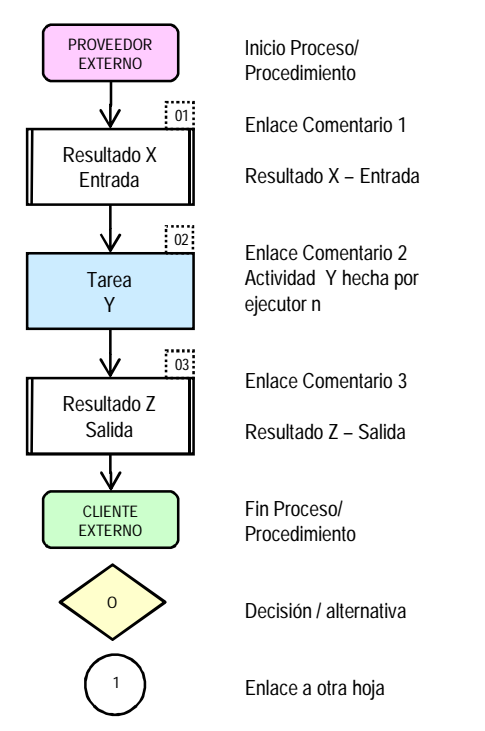 PROVEEDOR
EXTERNO
Inicio Proceso/
Procedimiento
01
Enlace Comentario 1
Resultado X
Entrada
Resultado X – Entrada
02
Enlace Comentario 2
Tarea
Y
Actividad Y hecha por
ejecutor n
03
Enlace Comentario 3
Resultado Z
Salida
Resultado Z – Salida
CLIENTE
EXTERNO
Fin Proceso/
Procedimiento
O
Decisión / alternativa
1
Enlace a otra hoja